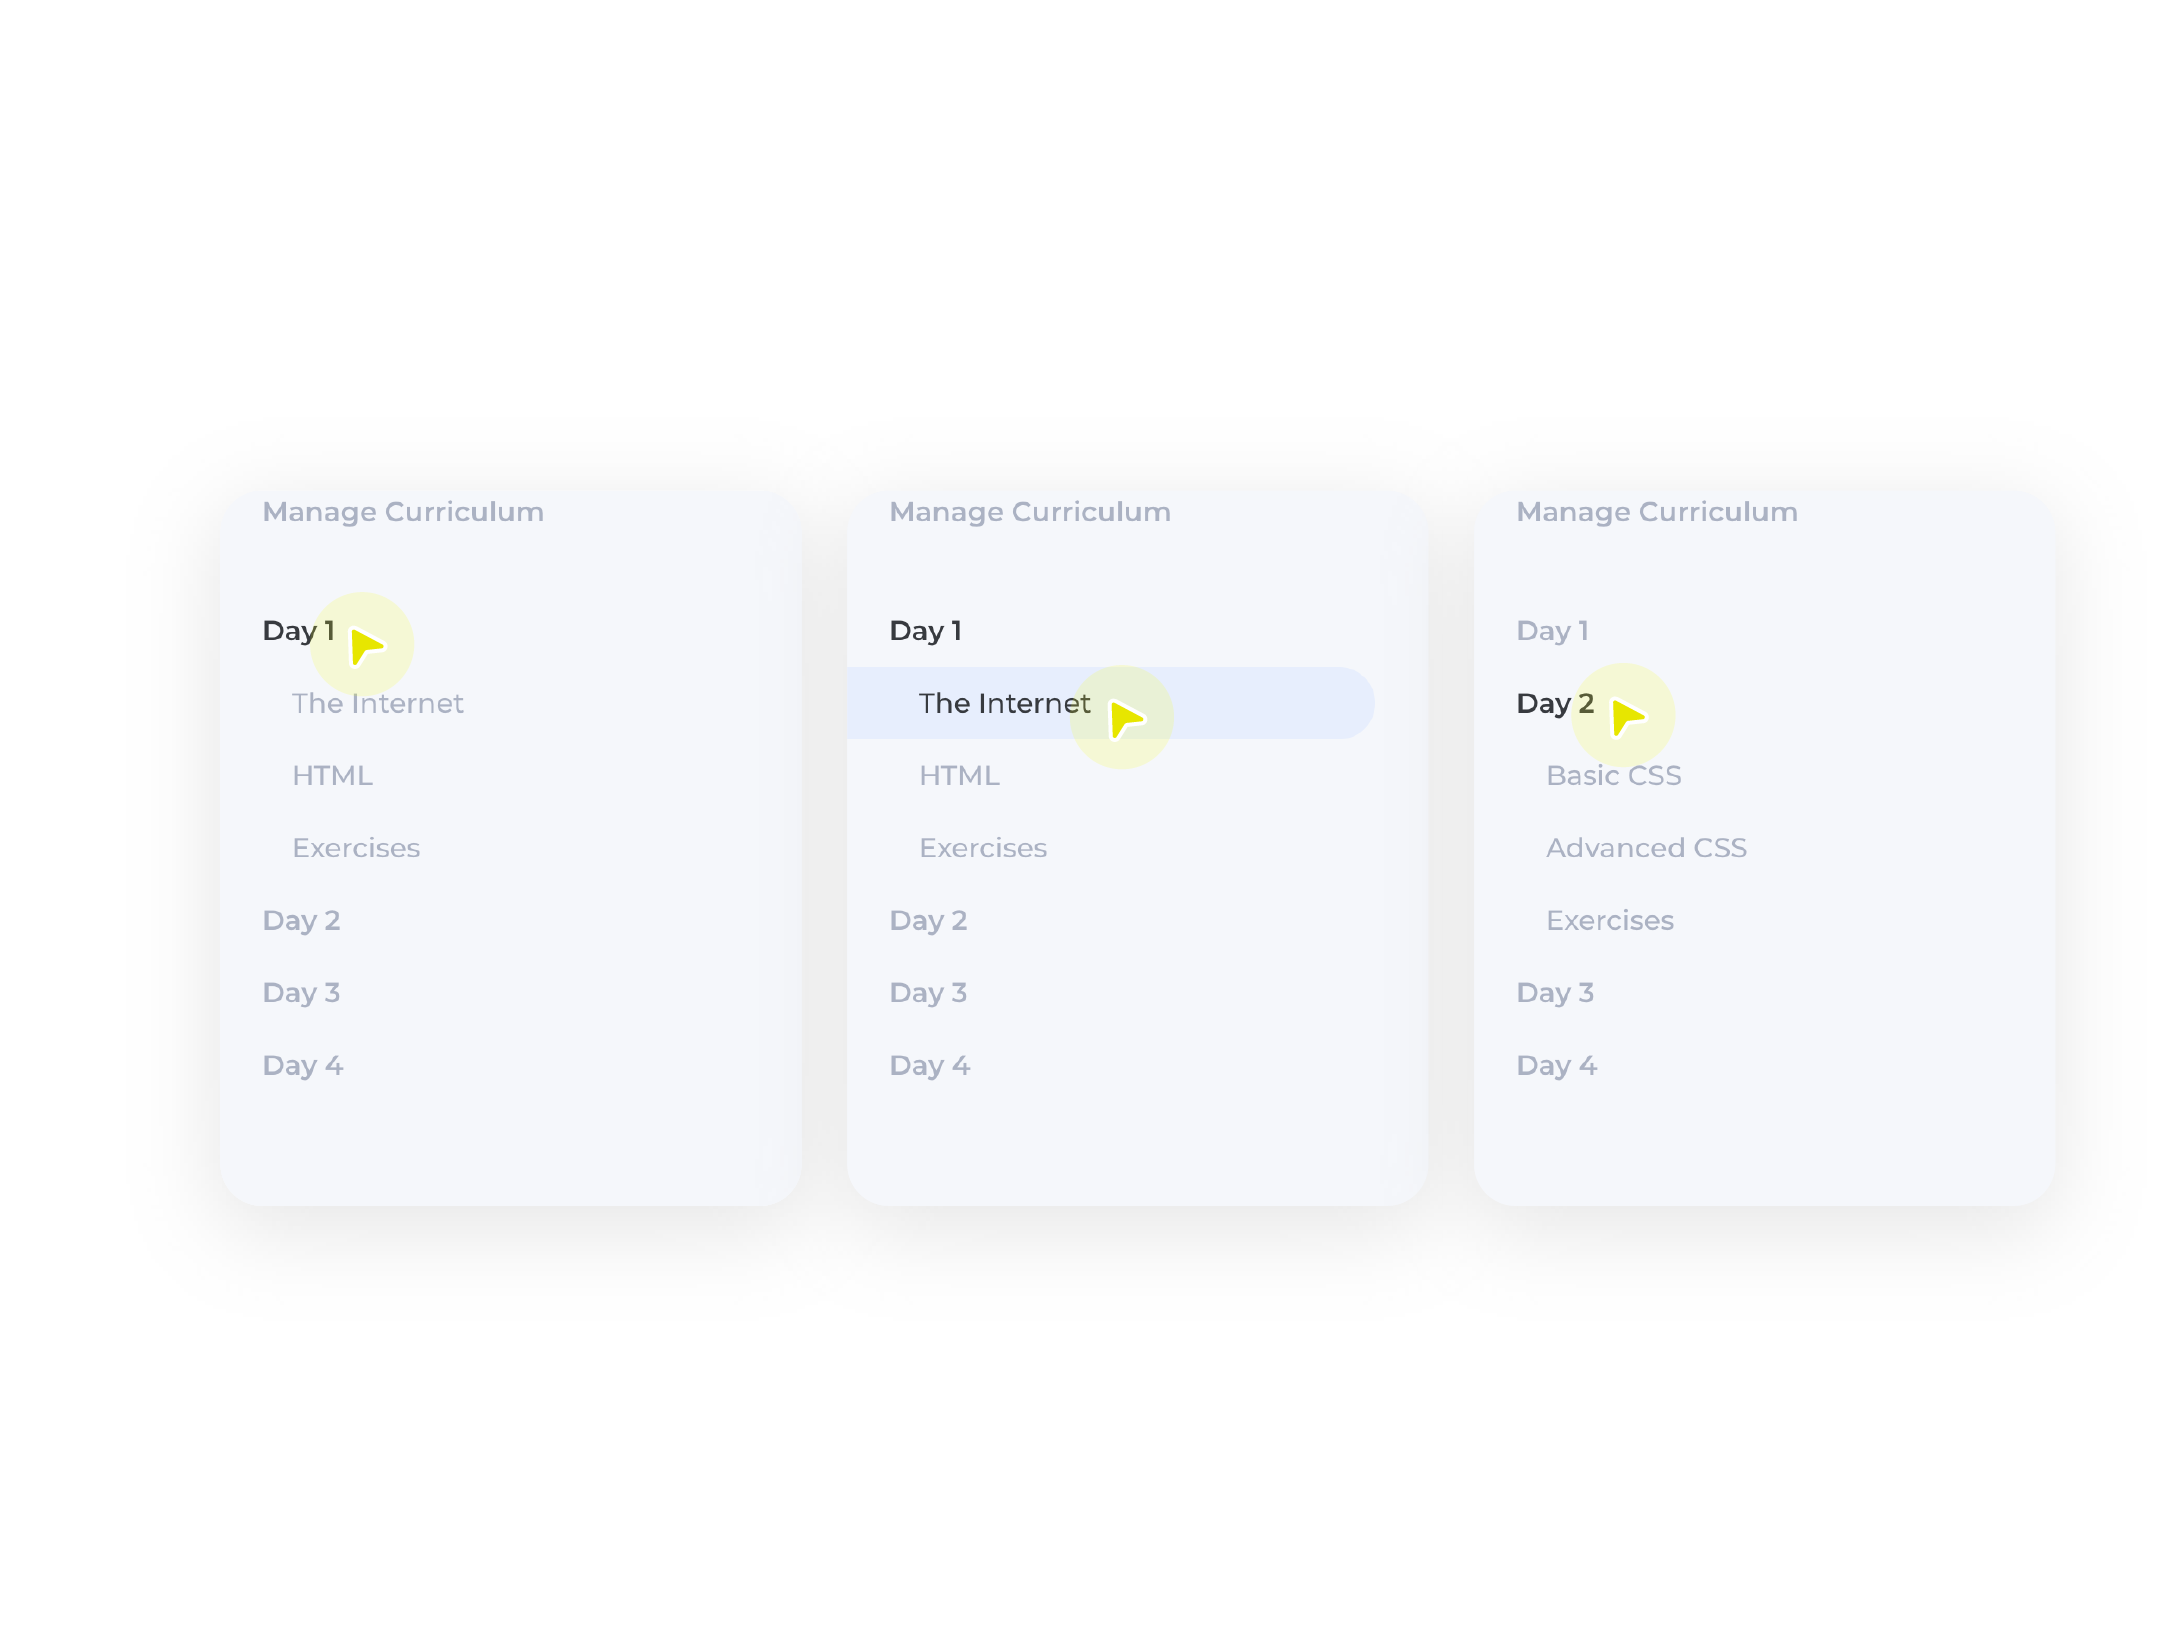 Manage Curriculum
Day 1
The Internet
HTML
Exercises
Day 2
Day 3
Day 4
Manage Curriculum
Day 1
The Internet
HTML
Exercises
Day 2
Day 3
Day 4
Manage Curriculum
Day 1
Day 2
Basic CSS
Advanced CSS
Exercises
Day 3
Day 4